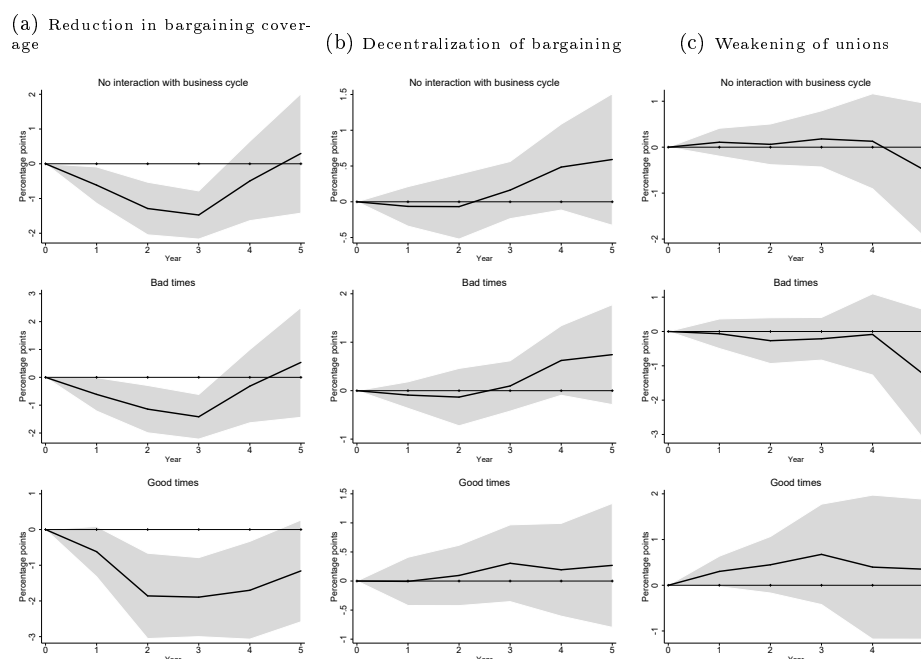 (a) Reduction in bargaining cover-
age
(b) Decentralization of bargaining
(c) Weakening of unions
No interaction with business cycle
Percentage points
2
1
0
-1
-2
0 1 2 3 4 5
Year
No interaction with business cycle
Percentage points
1.5
1
.5
0
-.5
0 1 2 3 4 5
Year
No interaction with business cycle
Percentage points
1
0
-1
-2
0 1 2 3 4
Year
Bad times
Percentage points
3
2
1
0
-1
-2
0 1 2 3 4 5
Year
Bad times
Percentage points
2
1
0
-1
0 1 2 3 4 5
Year
Bad times
Percentage points
1
0
-1
-2
-3
0 1 2 3 4
Year
Good times
Percentage points
1
0
-1
-2
-3
0 1 2 3 4 5
Year
Good times
Percentage points
1.5
1
.5
0
-.5
-1
0 1 2 3 4 5
Year
Good times
Percentage points
2
1
0
-1
0 1 2 3 4
Year